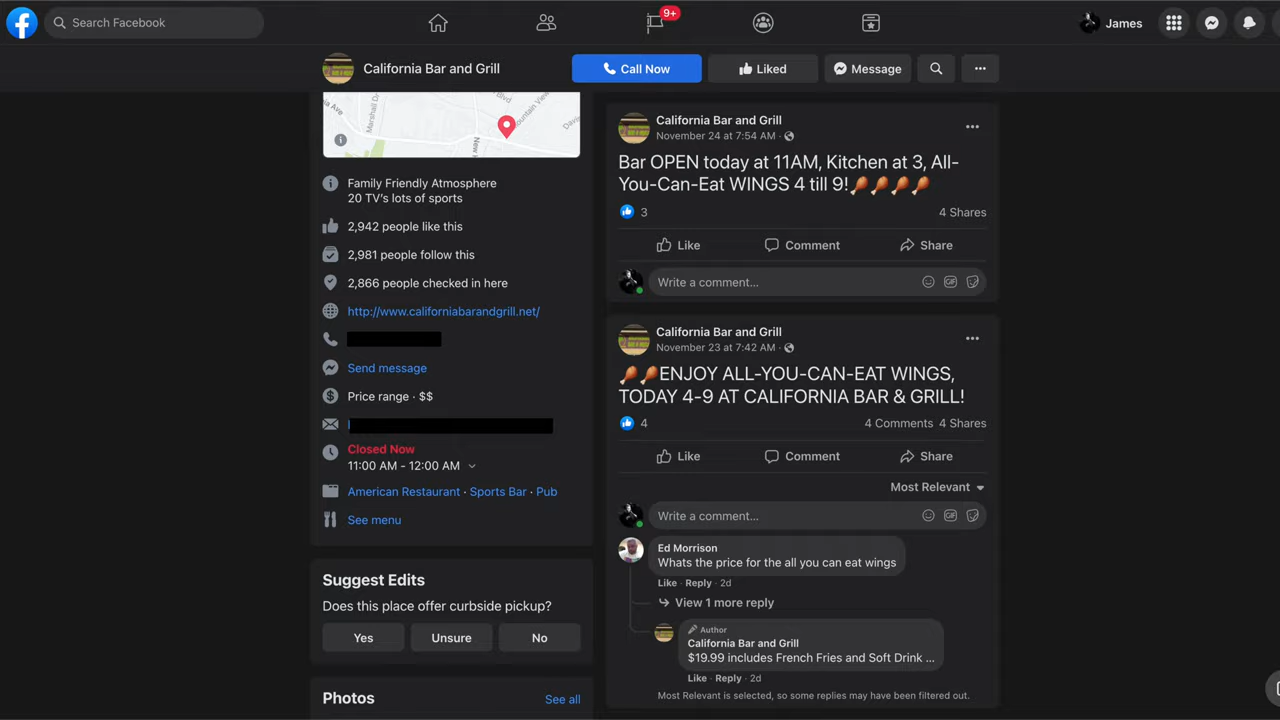 Search Facebook
9+
James
California Bar and Grill
Call Now
Liked
Message
Marshall Dr
Mountain View
Family Friendly Atmosphere
20 TV's lots of sports
2,942 people like this
2,981 people follow this
2,866 people checked in here
http://www.californiabarandgrill.net/
Send message
Price range · $$
Closed Now
11:00 AM - 12:00 AM
American Restaurant · Sports Bar · Pub
See menu
Suggest Edits
Does this place offer curbside pickup?
Yes
Unsure
No
Photos
See all
California Bar and Grill
November 24 at 7:54 AM ·
Bar OPEN today at 11AM, Kitchen at 3, All-
You-Can-Eat WINGS 4 till 9!🍗🍗🍗🍗
3
4 Shares
Like
Comment
Share
Write a comment...
GIF
California Bar and Grill
November 23 at 7:42 AM ·
🍗🍗ENJOY ALL-YOU-CAN-EAT WINGS,
TODAY 4-9 AT CALIFORNIA BAR & GRILL!
4
4 Comments 4 Shares
Like
Comment
Share
Most Relevant
Write a comment...
GIF
Ed Morrison
Whats the price for the all you can eat wings
Like · Reply · 2d
View 1 more reply
Author
California Bar and Grill
$19.99 includes French Fries and Soft Drink ...
Like · Reply · 2d
Most Relevant is selected, so some replies may have been filtered out.